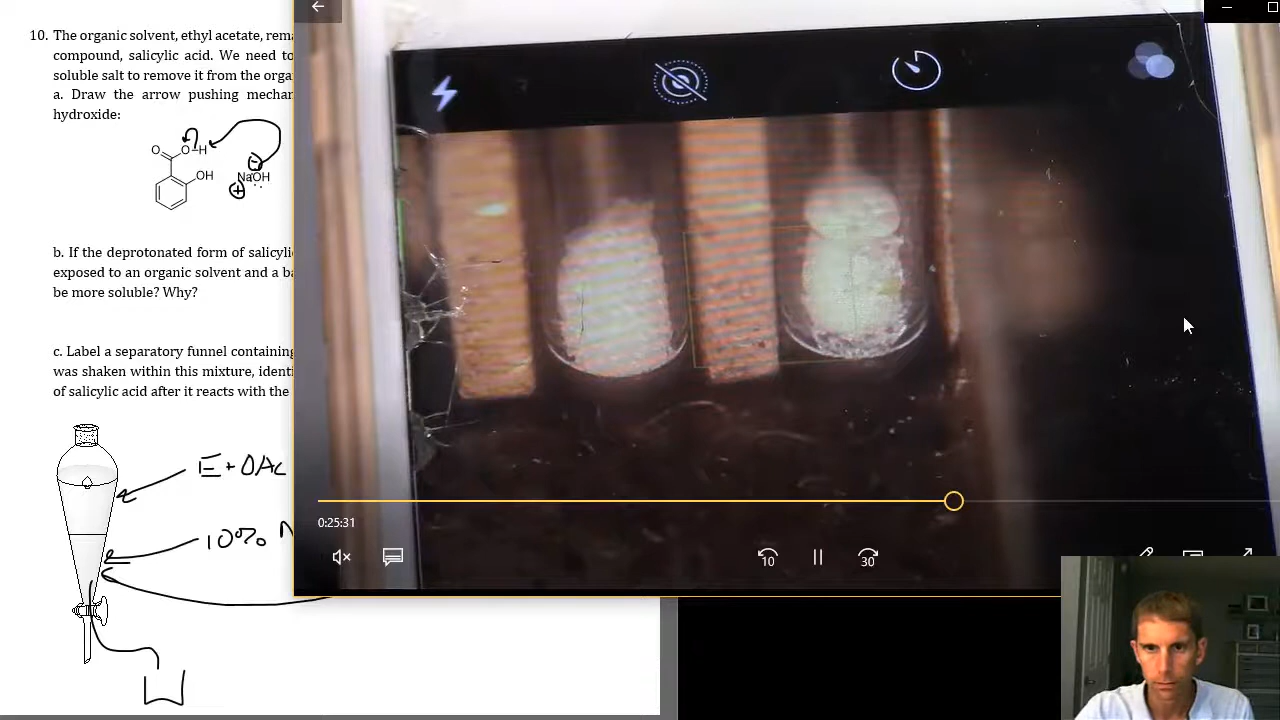 10. The organic solvent, ethyl acetate, rema
compound, salicylic acid. We need to
soluble salt to remove it from the orga
a. Draw the arrow pushing mechan
hydroxide:
O O-H
OH
NaOH
b. If the deprotonated form of salicyli
exposed to an organic solvent and a ba
be more soluble? Why?
c. Label a separatory funnel containing
was shaken within this mixture, identi
of salicylic acid after it reacts with the
EtOAc
10% N
0:25:31
10
30